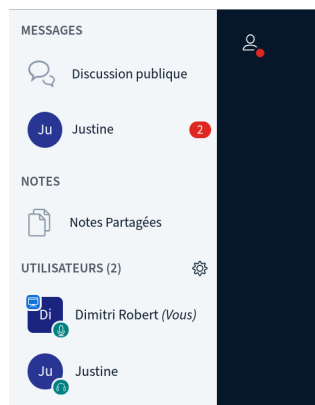 MESSAGES
Discussion publique
Ju Justine 2
NOTES
Notes Partagées
UTILISATEURS (2)
Di Dimitri Robert (Vous)
Ju Justine